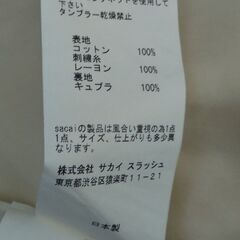 下さい
タンブラー乾燥禁止
表地
コットン 100%
刺繍糸
レーヨン 100%
裏地
キュプラ 100%
sacaiの製品は風合い重視の為1点
1点、サイズ、仕上がりも多少異
なります。
株式会社 サカイ スラッシュ
東京都渋谷区猿楽町11-21
日本製